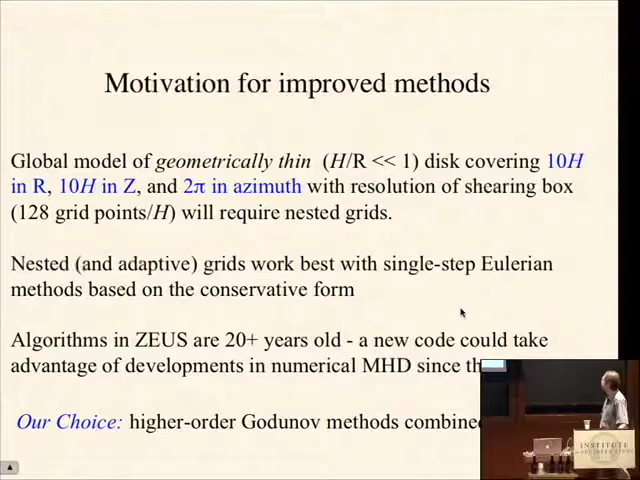 Motivation for improved methods
Global model of geometrically thin (H/R << 1) disk covering 10H
in R, 10H in Z, and 2π in azimuth with resolution of shearing box
(128 grid points/H) will require nested grids.
Nested (and adaptive) grids work best with single-step Eulerian
methods based on the conservative form
Algorithms in ZEUS are 20+ years old - a new code could take
advantage of developments in numerical MHD since
Our Choice: higher-order Godunov methods combined
INSTITUTE